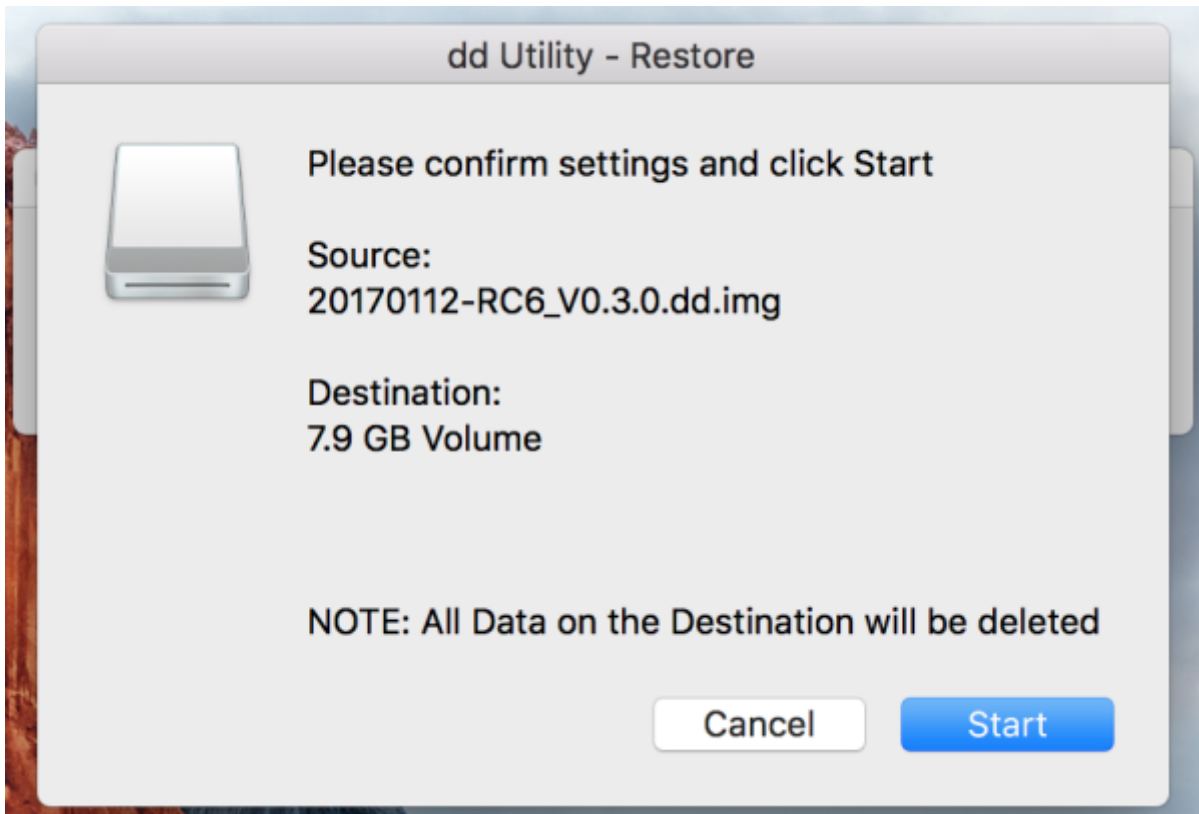 dd Utility - Restore
Please confirm settings and click Start
Source:
20170112-RC6_V0.3.0.dd.img
Destination:
7.9 GB Volume
NOTE: All Data on the Destination will be deleted
Cancel
Start